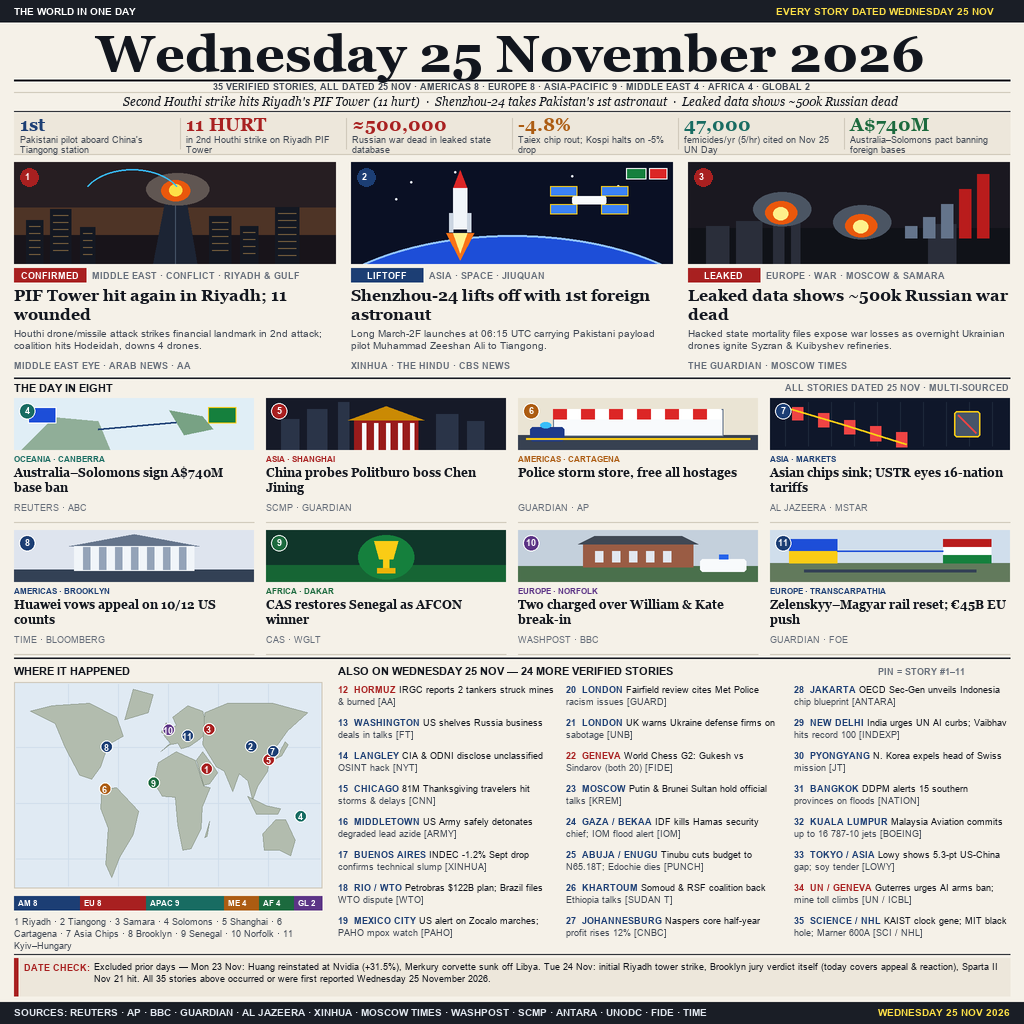 THE WORLD IN ONE DAY
EVERY STORY DATED WEDNESDAY 25 NOV
Wednesday 25 November 2026
35 VERIFIED STORIES, ALL DATED 25 NOV · AMERICAS 8 · EUROPE 8 · ASIA-PACIFIC 9 · MIDDLE EAST 4 · AFRICA 4 · GLOBAL 2
Second Houthi strike hits Riyadh's PIF Tower (11 hurt) · Shenzhou-24 takes Pakistan's 1st astronaut · Leaked data shows ~500k Russian dead
1st
Pakistani pilot aboard China's
Tiangong station
11 HURT
in 2nd Houthi strike on Riyadh PIF
Tower
≈500,000
Russian war dead in leaked state
database
-4.8%
Taiex chip rout; Kospi halts on -5%
drop
47,000
femicides/yr (5/hr) cited on Nov 25
UN Day
A$740M
Australia–Solomons pact banning
foreign bases
1
CONFIRMED MIDDLE EAST · CONFLICT · RIYADH & GULF
PIF Tower hit again in Riyadh; 11
wounded
Houthi drone/missile attack strikes financial landmark in 2nd attack;
coalition hits Hodeidah, downs 4 drones.
MIDDLE EAST EYE · ARAB NEWS · AA
2
LIFTOFF ASIA · SPACE · JIUQUAN
Shenzhou-24 lifts off with 1st foreign
astronaut
Long March-2F launches at 06:15 UTC carrying Pakistani payload
pilot Muhammad Zeeshan Ali to Tiangong.
XINHUA · THE HINDU · CBS NEWS
3
LEAKED EUROPE · WAR · MOSCOW & SAMARA
Leaked data shows ~500k Russian war
dead
Hacked state mortality files expose war losses as overnight Ukrainian
drones ignite Syzran & Kuibyshev refineries.
THE GUARDIAN · MOSCOW TIMES
THE DAY IN EIGHT
ALL STORIES DATED 25 NOV · MULTI-SOURCED
4
OCEANIA · CANBERRA
Australia–Solomons sign A$740M
base ban
REUTERS · ABC
5
ASIA · SHANGHAI
China probes Politburo boss Chen
Jining
SCMP · GUARDIAN
6
AMERICAS · CARTAGENA
Police storm store, free all hostages
GUARDIAN · AP
7
ASIA · MARKETS
Asian chips sink; USTR eyes 16-nation
tariffs
AL JAZEERA · MSTAR
8
AMERICAS · BROOKLYN
Huawei vows appeal on 10/12 US
counts
TIME · BLOOMBERG
9
AFRICA · DAKAR
CAS restores Senegal as AFCON
winner
CAS · WGLT
10
EUROPE · NORFOLK
Two charged over William & Kate
break-in
WASHPOST · BBC
11
EUROPE · TRANSCARPATHIA
Zelenskyy–Magyar rail reset; €45B EU
push
GUARDIAN · FOE
WHERE IT HAPPENED
10
11
3
8
2
7
5
1
9
6
4
AM 8 EU 8 APAC 9 ME 4 AF 4 GL 2
1 Riyadh · 2 Tiangong · 3 Samara · 4 Solomons · 5 Shanghai · 6
Cartagena · 7 Asia Chips · 8 Brooklyn · 9 Senegal · 10 Norfolk · 11
Kyiv–Hungary
ALSO ON WEDNESDAY 25 NOV — 24 MORE VERIFIED STORIES
PIN = STORY #1–11
12 HORMUZ IRGC reports 2 tankers struck mines
& burned [AA]
13 WASHINGTON US shelves Russia business
deals in talks [FT]
14 LANGLEY CIA & ODNI disclose unclassified
OSINT hack [NYT]
15 CHICAGO 81M Thanksgiving travelers hit
storms & delays [CNN]
16 MIDDLETOWN US Army safely detonates
degraded lead azide [ARMY]
17 BUENOS AIRES INDEC -1.2% Sept drop
confirms technical slump [XINHUA]
18 RIO / WTO Petrobras $122B plan; Brazil files
WTO dispute [WTO]
19 MEXICO CITY US alert on Zocalo marches;
PAHO mpox watch [PAHO]
20 LONDON Fairfield review cites Met Police
racism issues [GUARD]
21 LONDON UK warns Ukraine defense firms on
sabotage [UNB]
22 GENEVA World Chess G2: Gukesh vs
Sindarov (both 20) [FIDE]
23 MOSCOW Putin & Brunei Sultan hold official
talks [KREM]
24 GAZA / BEKAA IDF kills Hamas security
chief; IOM flood alert [IOM]
25 ABUJA / ENUGU Tinubu cuts budget to
N65.18T; Edochie dies [PUNCH]
26 KHARTOUM Somoud & RSF coalition back
Ethiopia talks [SUDAN T]
27 JOHANNESBURG Naspers core half-year
profit rises 12% [CNBC]
28 JAKARTA OECD Sec-Gen unveils Indonesia
chip blueprint [ANTARA]
29 NEW DELHI India urges UN AI curbs; Vaibhav
hits record 100 [INDEXP]
30 PYONGYANG N. Korea expels head of Swiss
mission [JT]
31 BANGKOK DDPM alerts 15 southern
provinces on floods [NATION]
32 KUALA LUMPUR Malaysia Aviation commits
up to 16 787-10 jets [BOEING]
33 TOKYO / ASIA Lowy shows 5.3-pt US-China
gap; soy tender [LOWY]
34 UN / GENEVA Guterres urges AI arms ban;
mine toll climbs [UN / ICBL]
35 SCIENCE / NHL KAIST clock gene; MIT black
hole; Marner 600A [SCI / NHL]
DATE CHECK: Excluded prior days — Mon 23 Nov: Huang reinstated at Nvidia (+31.5%), Merkury corvette sunk off Libya. Tue 24 Nov: initial Riyadh tower strike, Brooklyn jury verdict itself (today covers appeal & reaction), Sparta II
Nov 21 hit. All 35 stories above occurred or were first reported Wednesday 25 November 2026.
SOURCES: REUTERS · AP · BBC · GUARDIAN · AL JAZEERA · XINHUA · MOSCOW TIMES · WASHPOST · SCMP · ANTARA · UNODC · FIDE · TIME
WEDNESDAY 25 NOV 2026